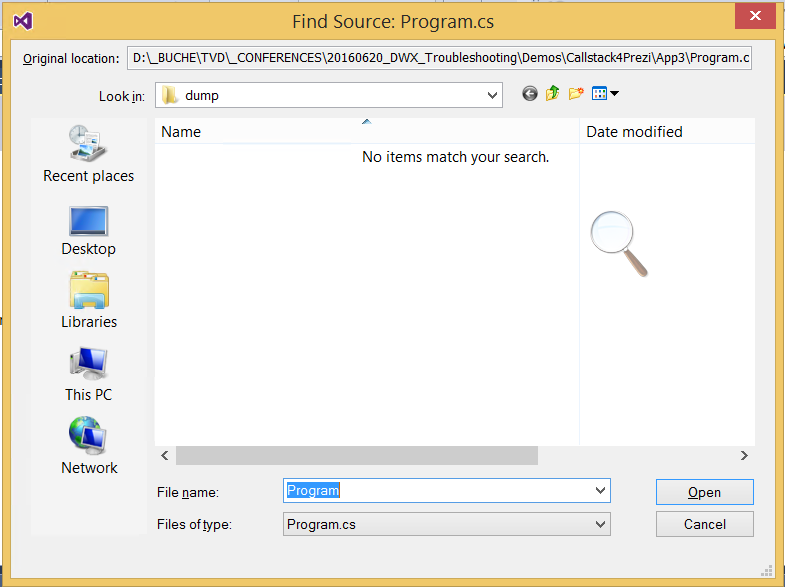 Find Source: Program.cs
Original location: D:\_BUCHE\TVD\_CONFERENCES\20160620_DWX_Troubleshooting\Demos\Callstack4Prezi\App3\Program.c
Look in: dump
Name Date modified
No items match your search.
Recent places
Desktop
Libraries
This PC
Network
File name: Program Open
Files of type: Program.cs Cancel